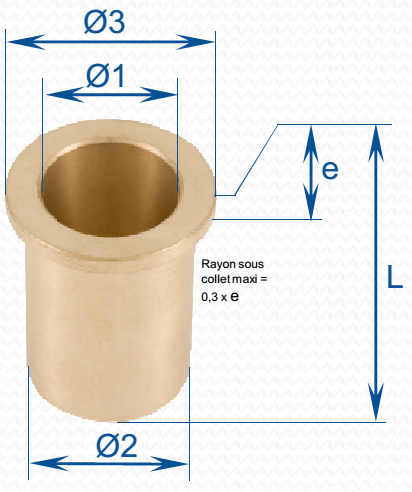 Ø3
Ø1
e
Rayon sous
collet maxi =
0,3 x e
L
Ø2